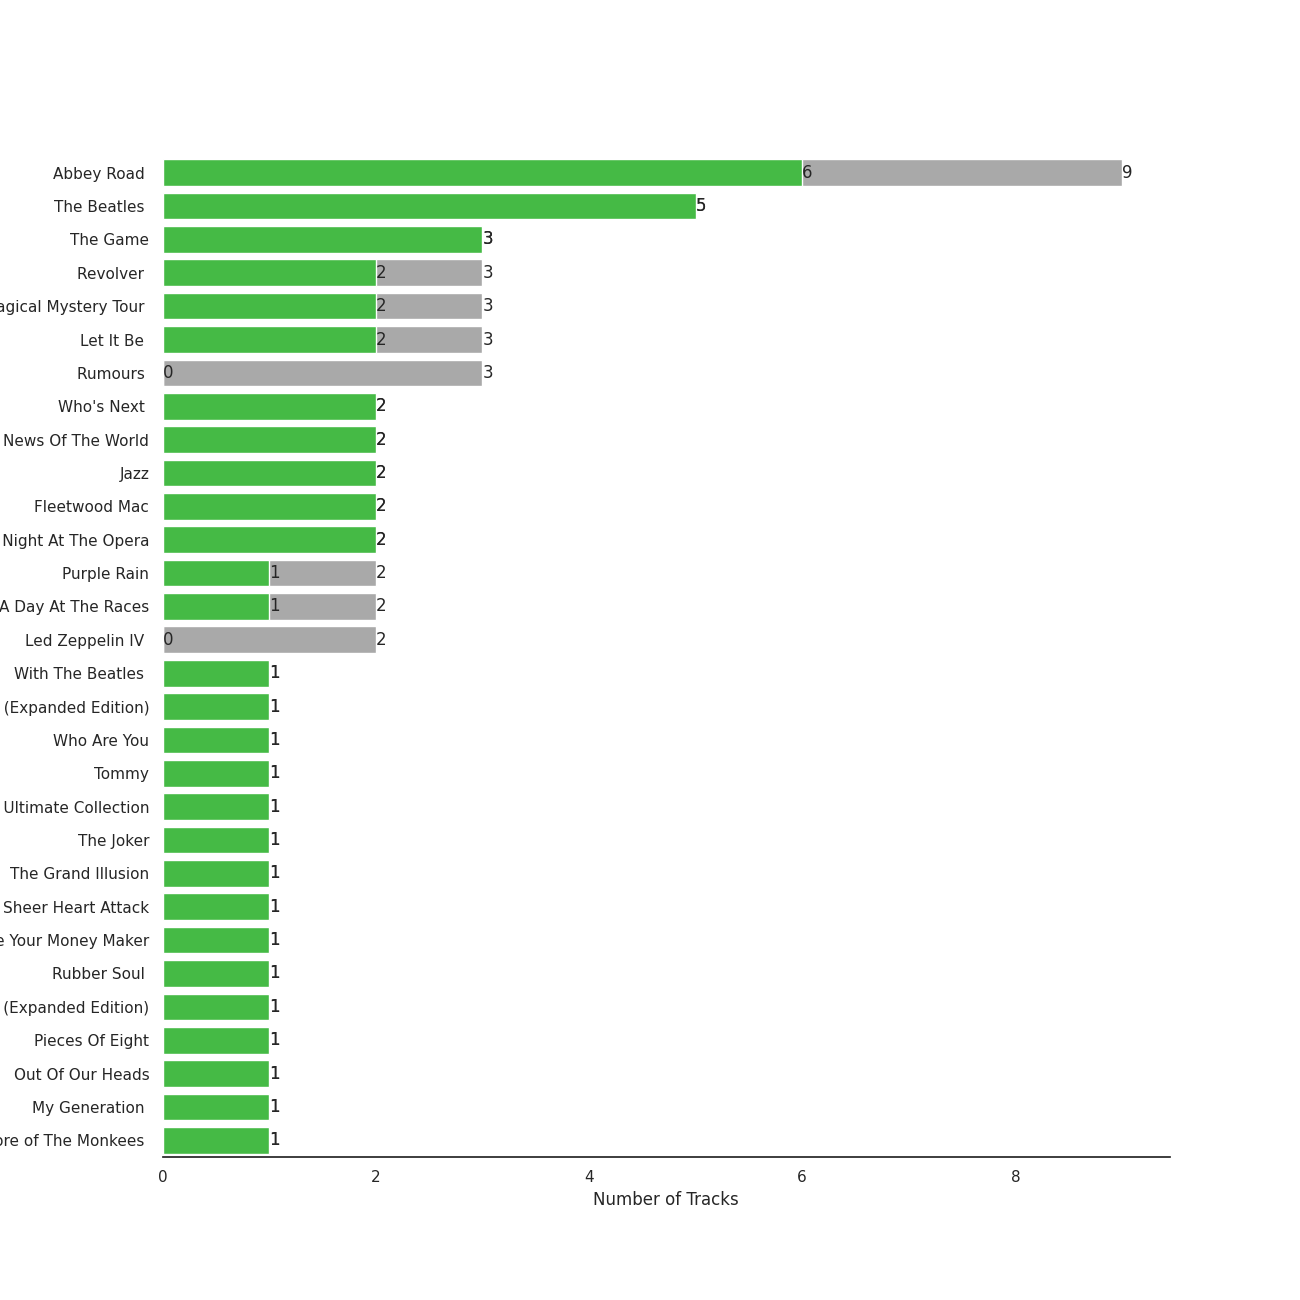 Abbey Road 6 9
The Beatles 5
The Game 3
Revolver 2 3
agical Mystery Tour 2 3
Let It Be 2 3
Rumours 0 3
Who's Next 2
News Of The World 2
Jazz 2
Fleetwood Mac 2
Night At The Opera 2
Purple Rain 1 2
A Day At The Races 1 2
Led Zeppelin IV 0 2
With The Beatles 1
(Expanded Edition) 1
Who Are You 1
Tommy 1
Ultimate Collection 1
The Joker 1
The Grand Illusion 1
Sheer Heart Attack 1
e Your Money Maker 1
Rubber Soul 1
(Expanded Edition) 1
Pieces Of Eight 1
Out Of Our Heads 1
My Generation 1
ore of The Monkees 1
0 2 4 6 8
Number of Tracks